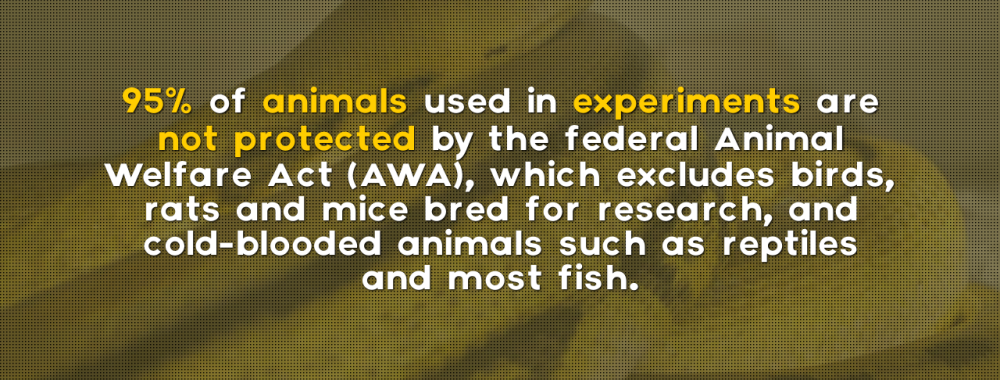 95% of animals used in experiments are
not protected by the federal Animal
Welfare Act (AWA), which excludes birds,
rats and mice bred for research, and
cold-blooded animals such as reptiles
and most fish.